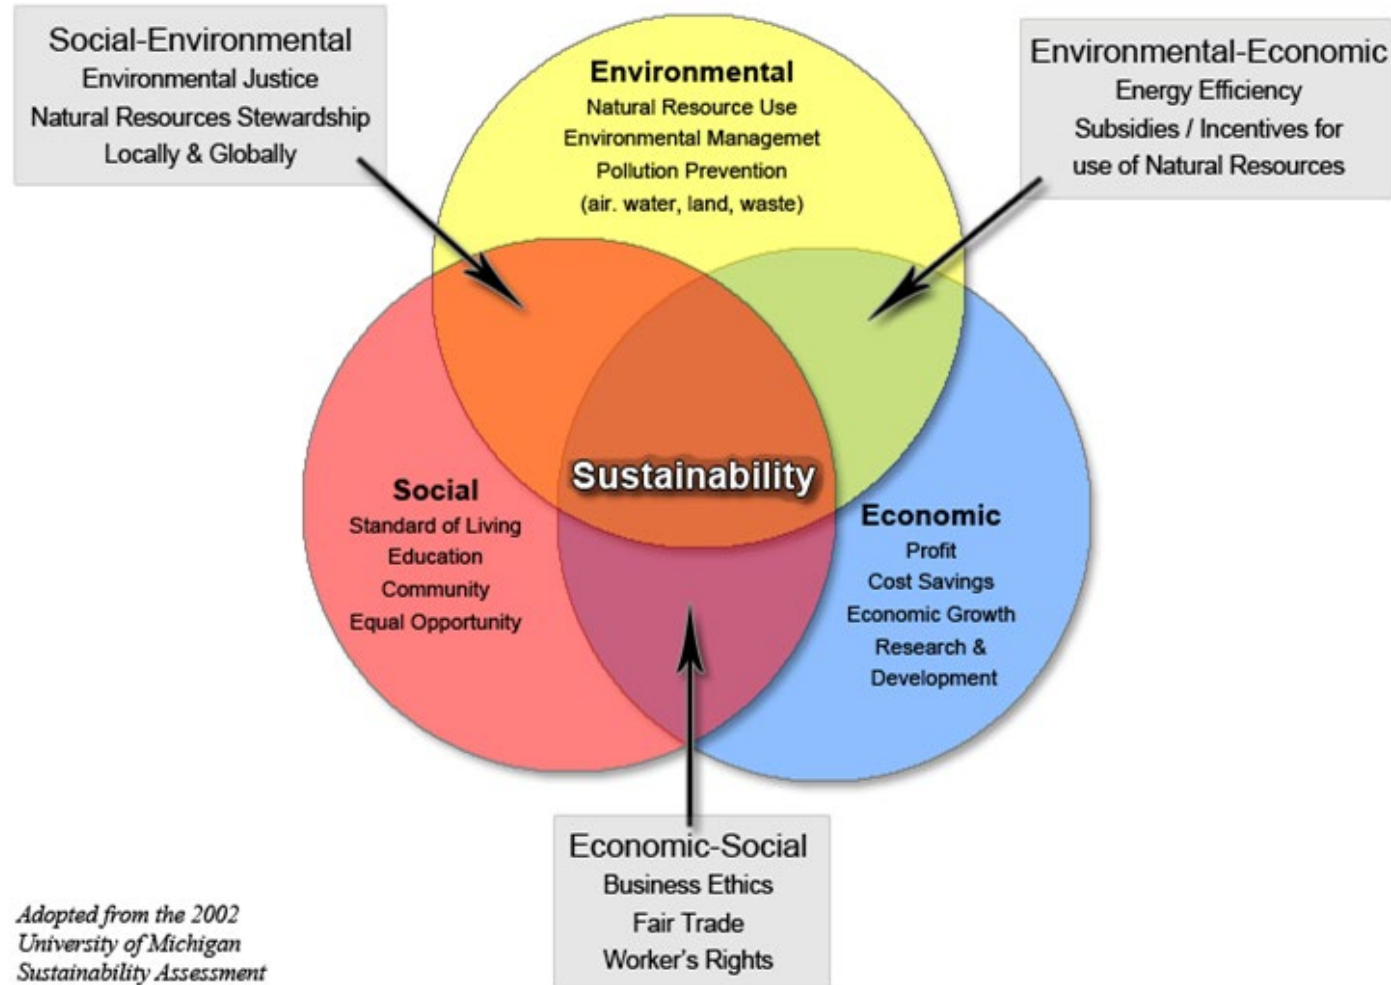 Social-Environmental
Environmental Justice
Natural Resources Stewardship
Locally & Globally
Environmental
Natural Resource Use
Environmental Managemet
Pollution Prevention
(air. water, land, waste)
Environmental-Economic
Energy Efficiency
Subsidies / Incentives for
use of Natural Resources
Sustainability
Social
Standard of Living
Education
Community
Equal Opportunity
Economic
Profit
Cost Savings
Economic Growth
Research &
Development
Economic-Social
Business Ethics
Fair Trade
Worker's Rights
Adopted from the 2002
University of Michigan
Sustainability Assessment